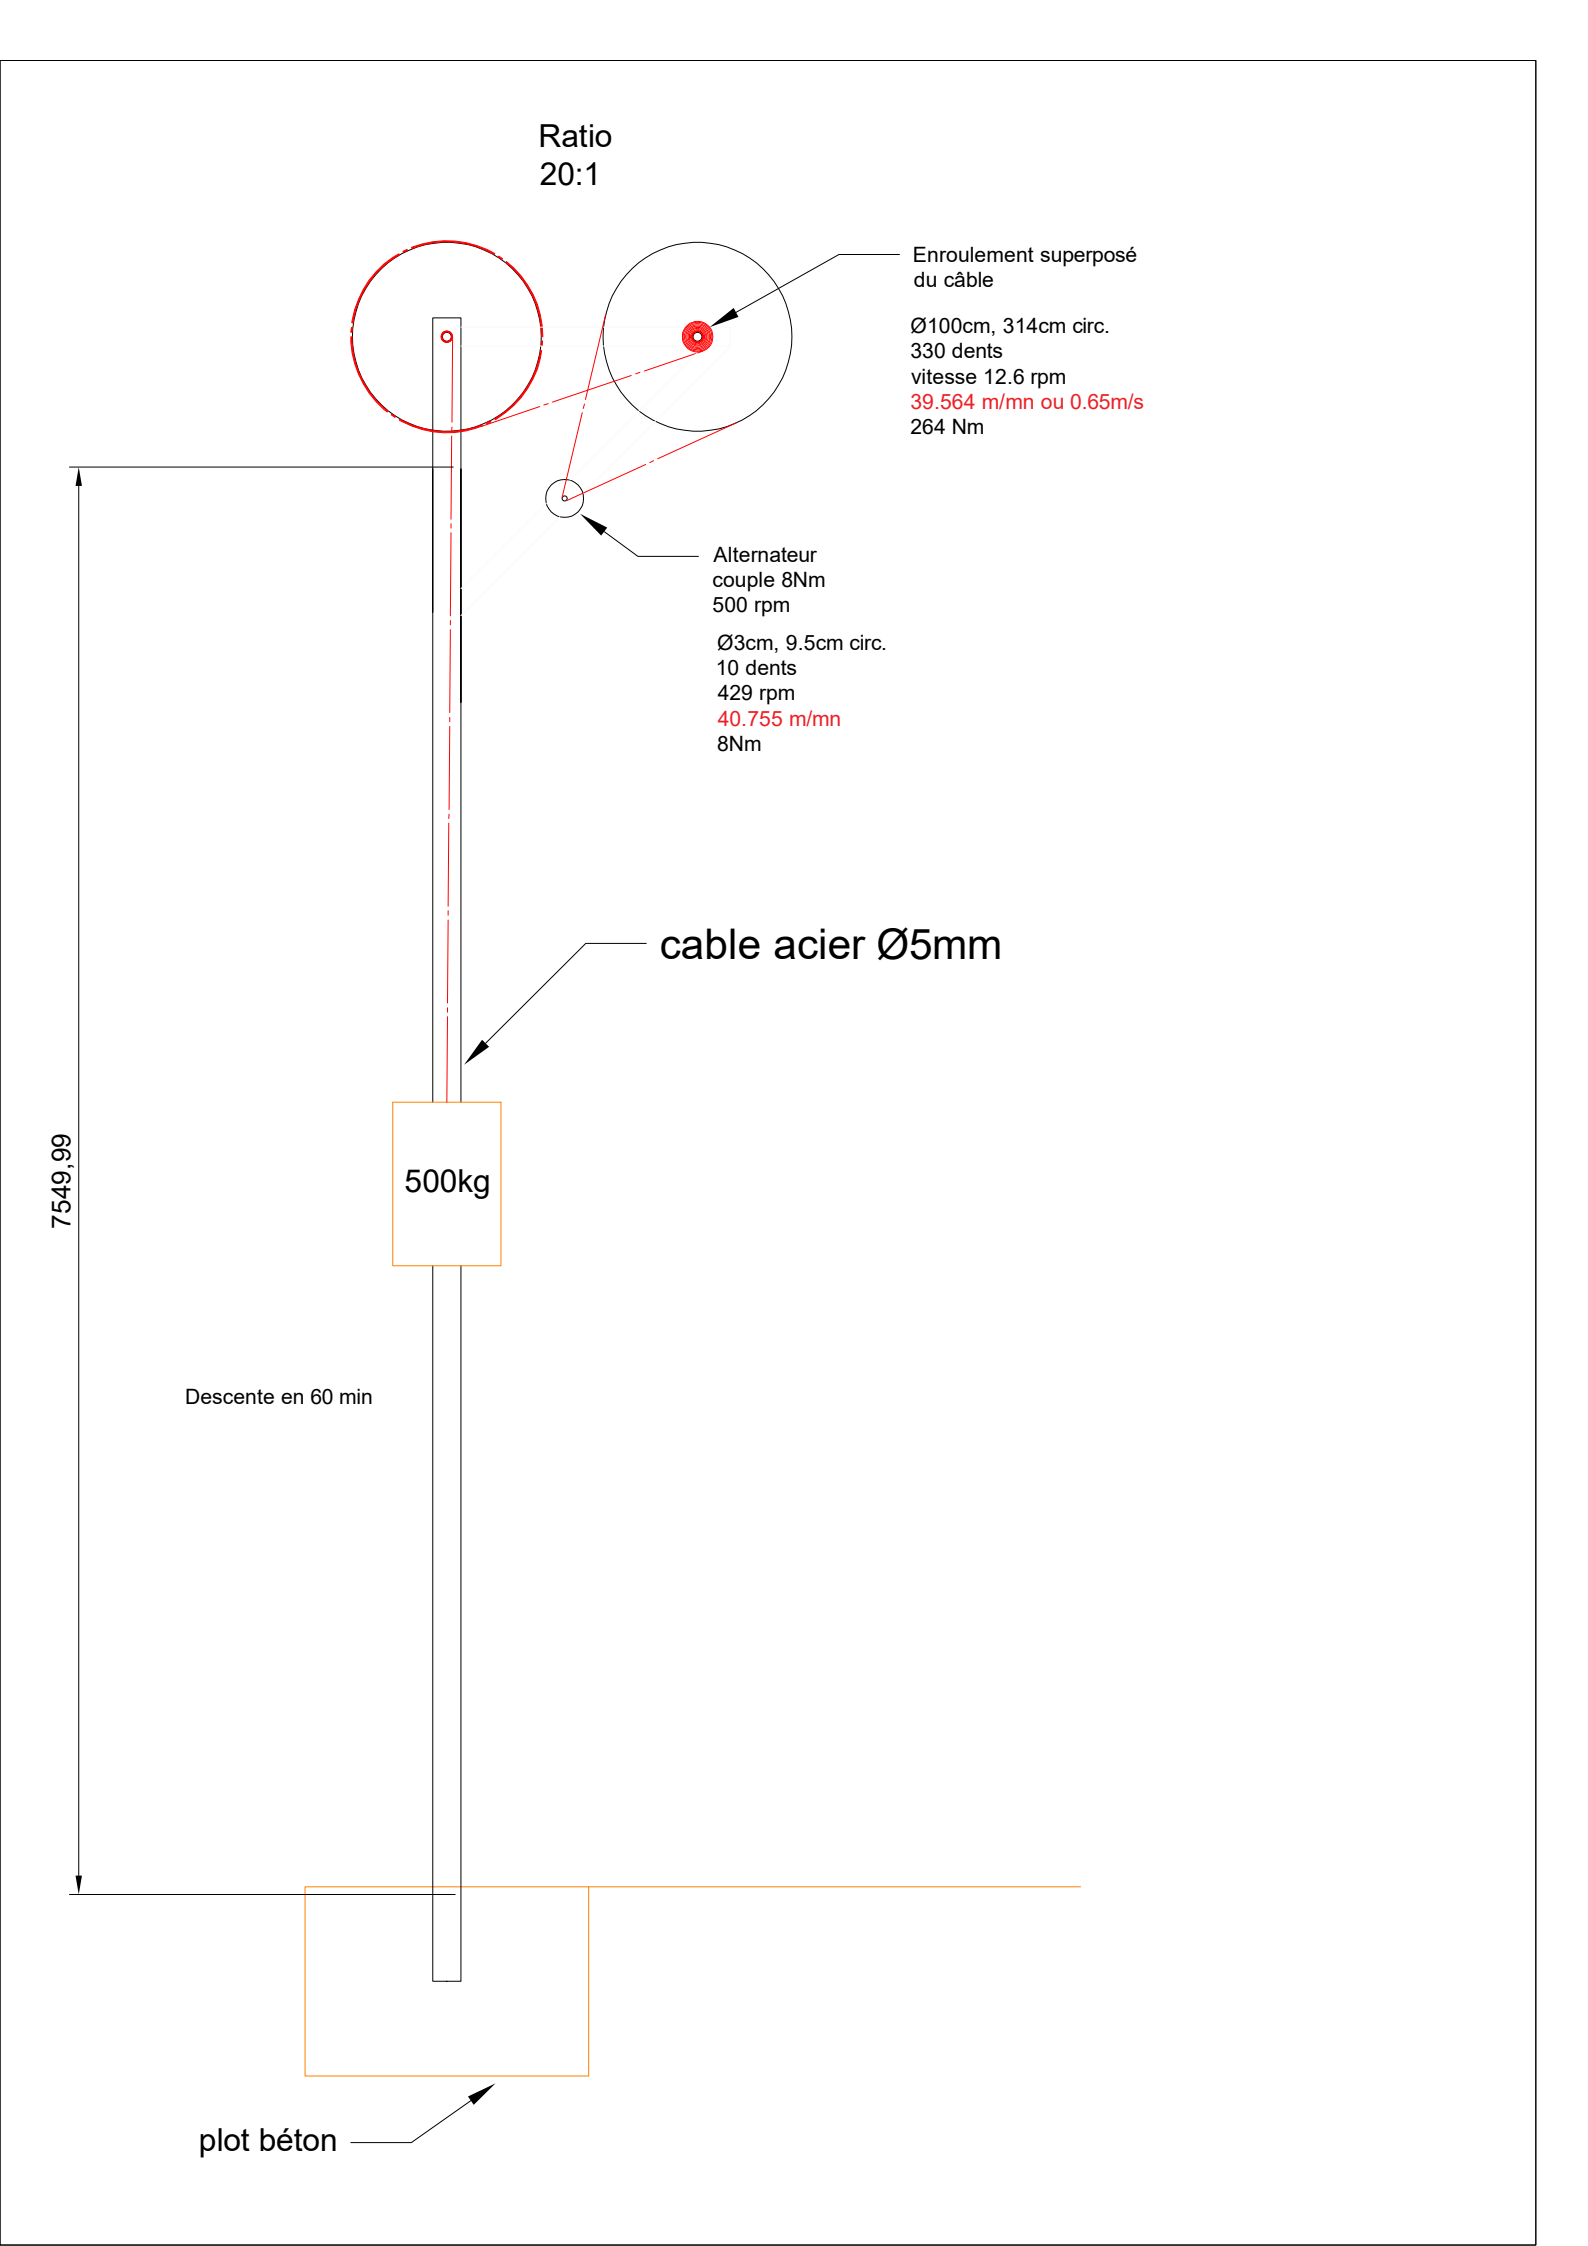 Ratio
20:1
Enroulement superposé
du câble
Ø100cm, 314cm circ.
330 dents
vitesse 12.6 rpm
39.564 m/mn ou 0.65m/s
264 Nm
Alternateur
couple 8Nm
500 rpm
Ø3cm, 9.5cm circ.
10 dents
429 rpm
40.755 m/mn
8Nm
cable acier Ø5mm
7549,99
500kg
Descente en 60 min
plot béton